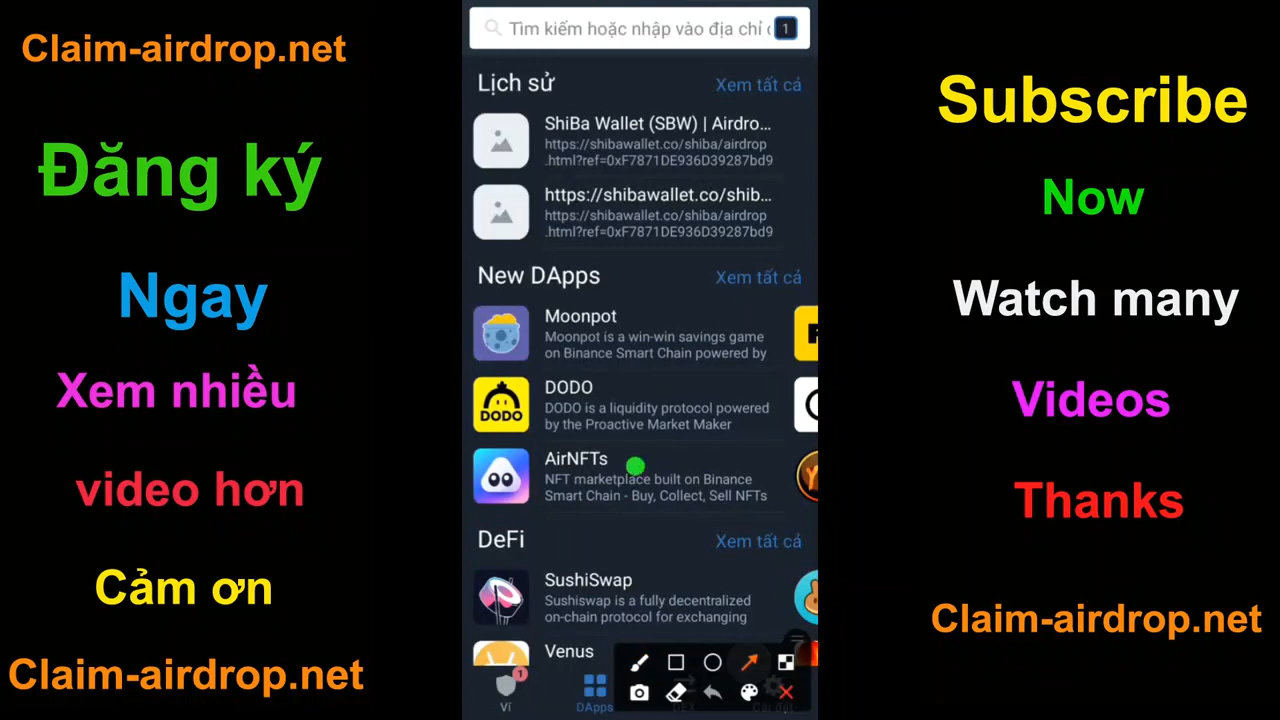 Claim-airdrop.net
Đăng ký
Ngay
Xem nhiều
video hơn
Cảm ơn
Claim-airdrop.net
Tìm kiếm hoặc nhập vào địa chỉ
1
Lịch sử
Xem tất cả
ShiBa Wallet (SBW) | Airdro...
https://shibawallet.co/shiba/airdrop
.html?ref=0xF7871DE936D39287bd9
https://shibawallet.co/shib...
https://shibawallet.co/shiba/airdrop
.html?ref=0xF7871DE936D39287bd9
New DApps
Xem tất cả
Moonpot
Moonpot is a win-win savings game
on Binance Smart Chain powered by
DODO
DODO
DODO is a liquidity protocol powered
by the Proactive Market Maker
AirNFTs
NFT marketplace built on Binance
Smart Chain - Buy, Collect, Sell NFTs
DeFi
Xem tất cả
SushiSwap
Sushiswap is a fully decentralized
on-chain protocol for exchanging
Venus
1
Ví
DApps
DEX
Cài đặt
Subscribe
Now
Watch many
Videos
Thanks
Claim-airdrop.net